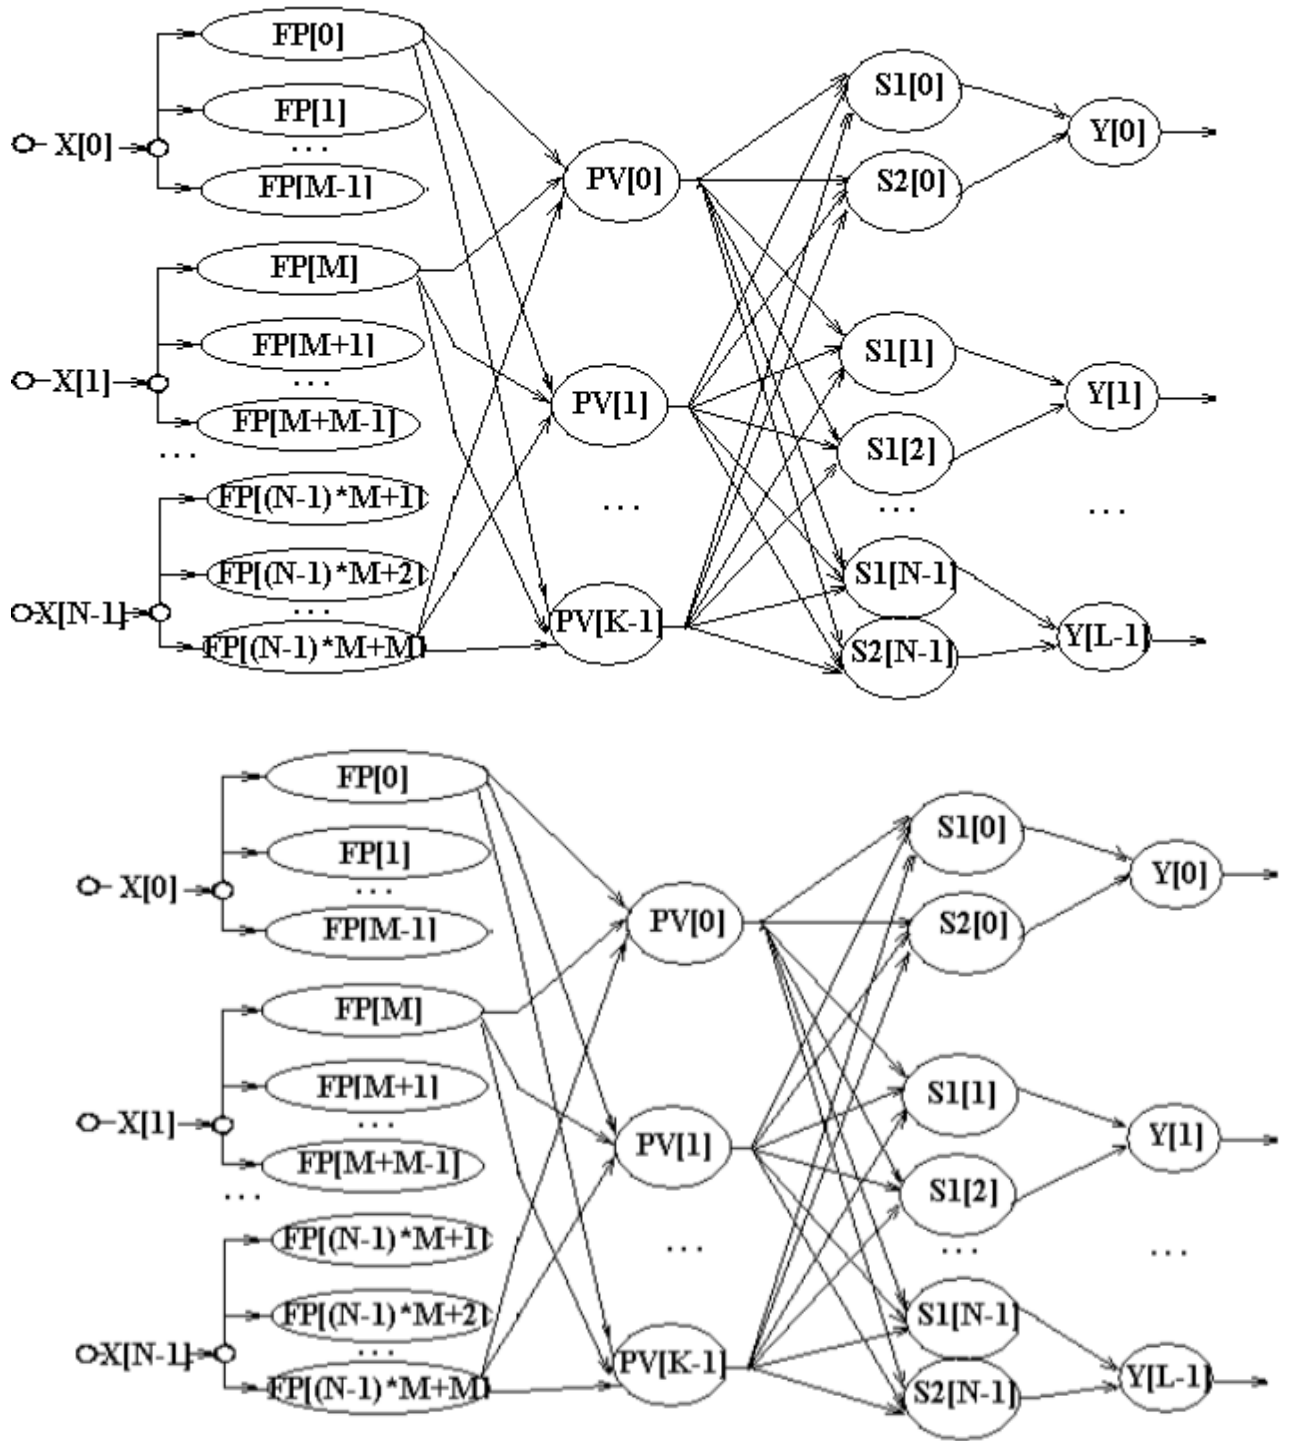 FP[0]
FP[1]
...
FP[M-1]
X[0]
FP[M]
FP[M+1]
...
FP[M+M-1]
X[1]
...
FP[(N-1)*M+1]
FP[(N-1)*M+2]
...
FP[(N-1)*M+M]
X[N-1]
PV[0]
PV[1]
...
PV[K-1]
S1[0]
S2[0]
S1[1]
S1[2]
...
S1[N-1]
S2[N-1]
Y[0]
Y[1]
...
Y[L-1]
FP[0]
FP[1]
...
FP[M-1]
X[0]
FP[M]
FP[M+1]
...
FP[M+M-1]
X[1]
...
FP[(N-1)*M+1]
FP[(N-1)*M+2]
...
FP[(N-1)*M+M]
X[N-1]
PV[0]
PV[1]
...
PV[K-1]
S1[0]
S2[0]
S1[1]
S1[2]
...
S1[N-1]
S2[N-1]
Y[0]
Y[1]
...
Y[L-1]